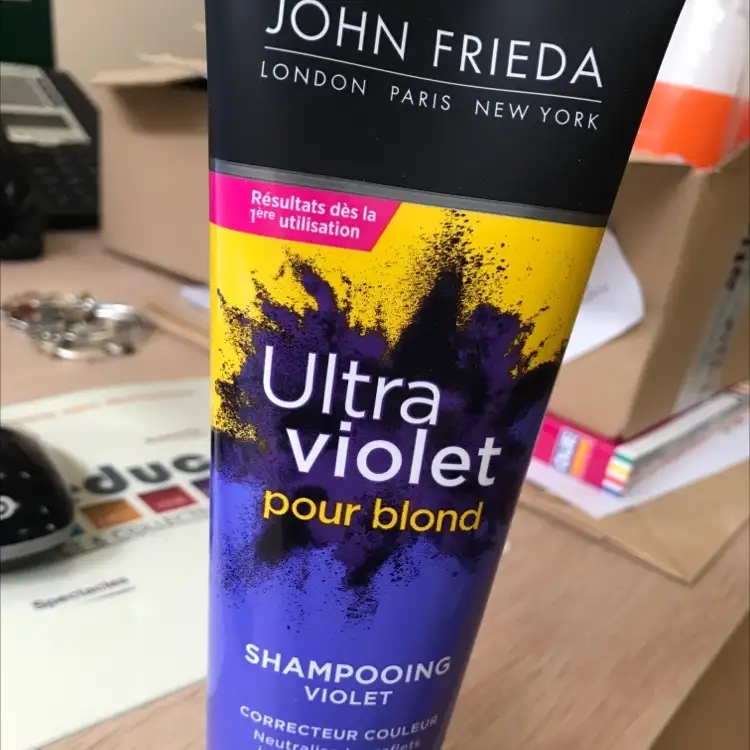 JOHN FRIEDA
LONDON PARIS NEW YORK
Résultats dès la
1ère utilisation
Ultra
violet
pour blond
SHAMPOOING
VIOLET
CORRECTEUR COULEUR
Spectacles